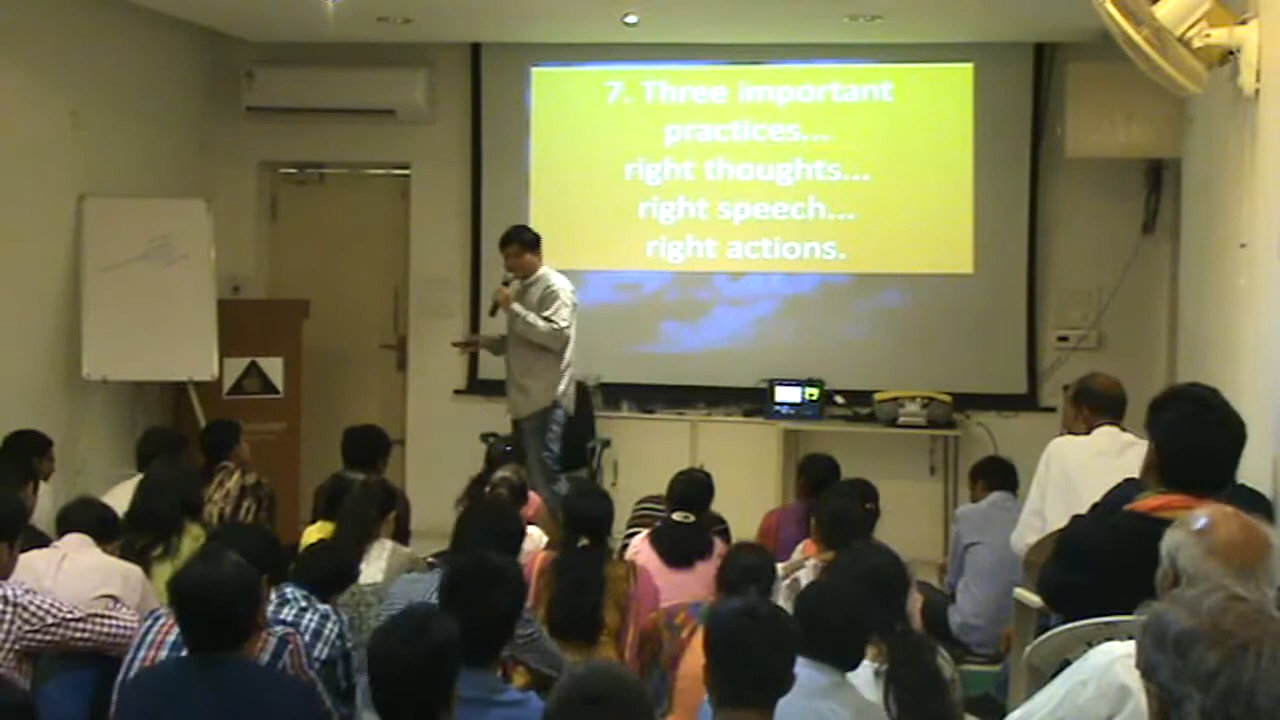 7. Three important
practices...
right thoughts...
right speech...
right actions.